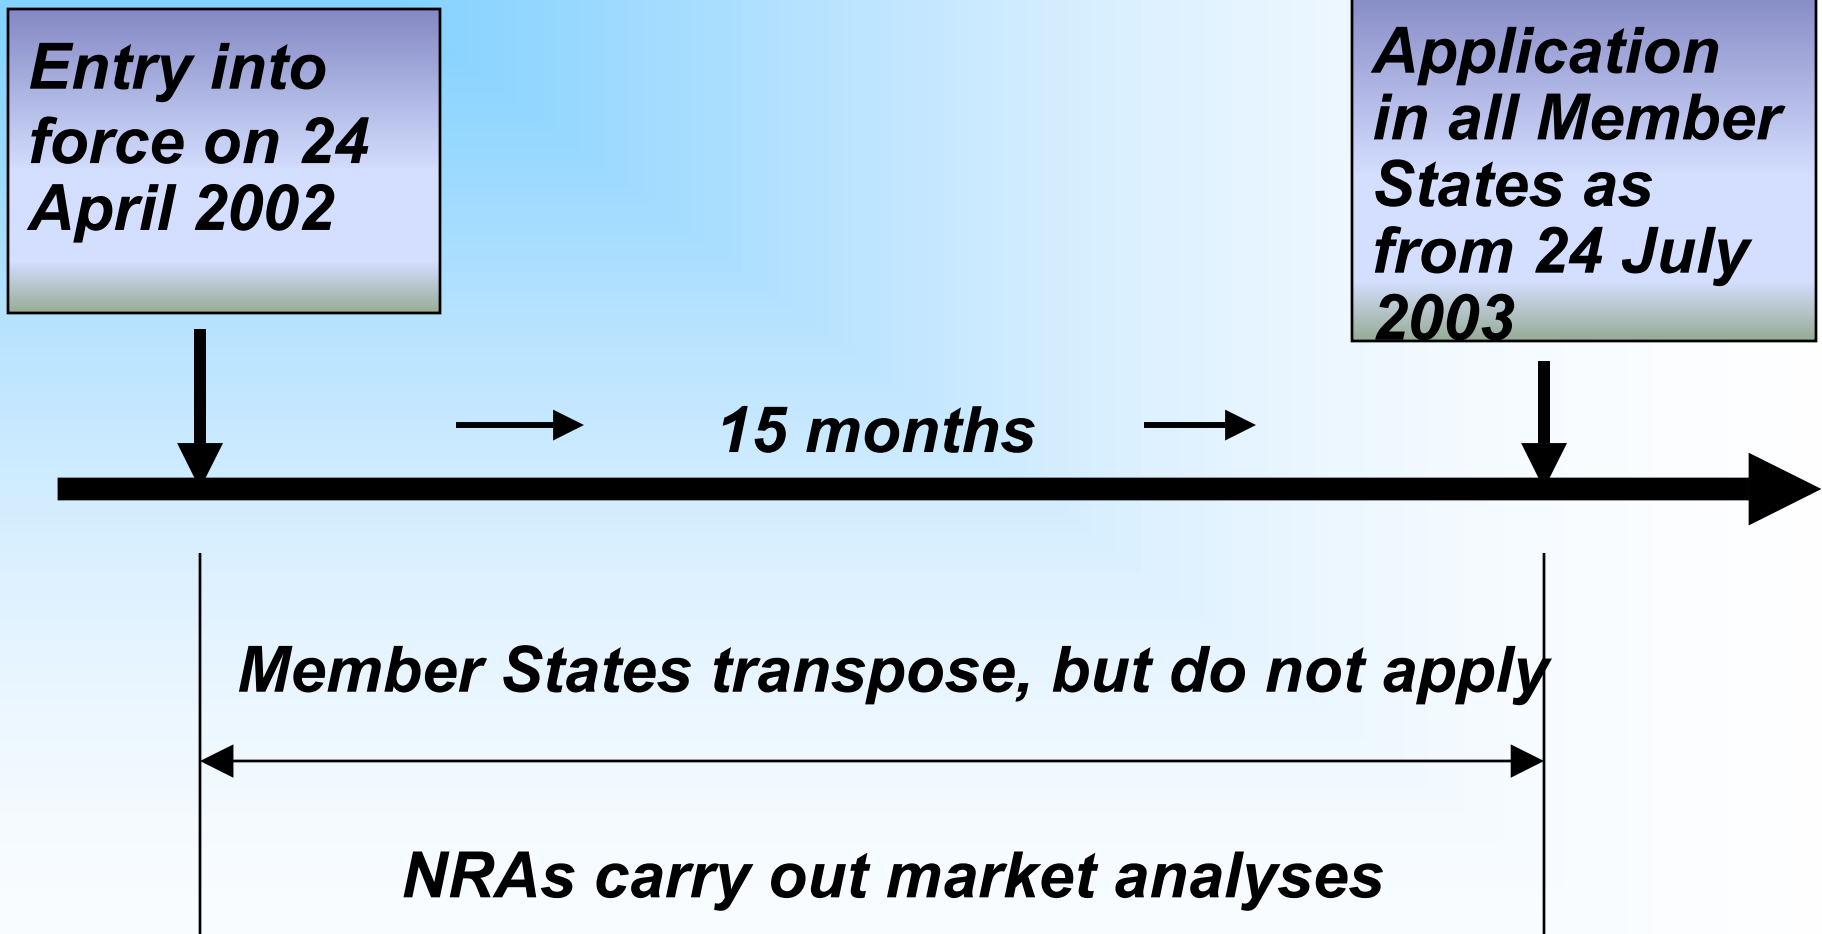 Entry into
force on 24
April 2002
Application
in all Member
States as
from 24 July
2003
15 months
Member States transpose, but do not apply
NRAs carry out market analyses